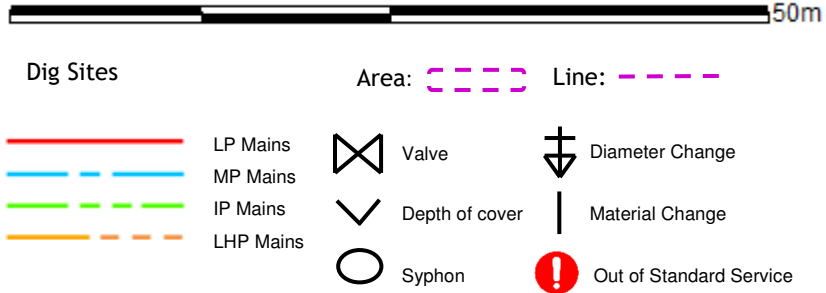 50m
Dig Sites
Area:
Line:
LP Mains
MP Mains
IP Mains
LHP Mains
Valve
Depth of cover
Syphon
Diameter Change
Material Change
Out of Standard Service